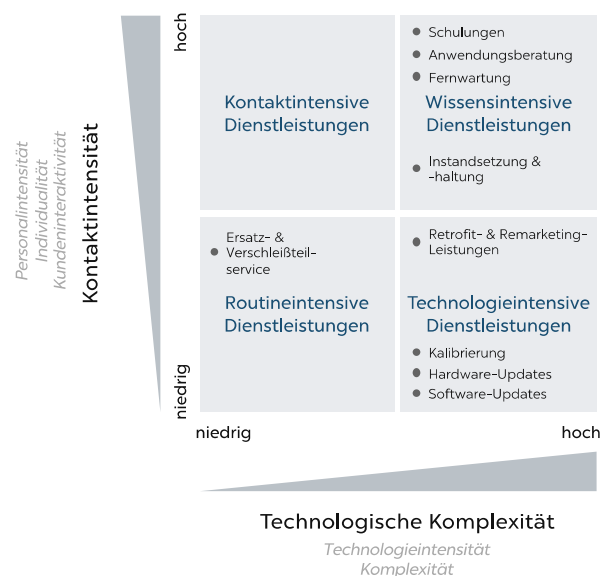 hoch
Kontaktintensive
Dienstleistungen
Schulungen
Anwendungsberatung
Fernwartung
Wissensintensive
Dienstleistungen
Instandsetzung &
-haltung
Personalintensität
Individualität
Kundeninteraktivität
Kontaktintensität
Ersatz- &
Verschleißteil-
service
Routineintensive
Dienstleistungen
Retrofit- & Remarketing-
Leistungen
Technologieintensive
Dienstleistungen
Kalibrierung
Hardware-Updates
Software-Updates
niedrig
niedrig
hoch
Technologische Komplexität
Technologieintensität
Komplexität